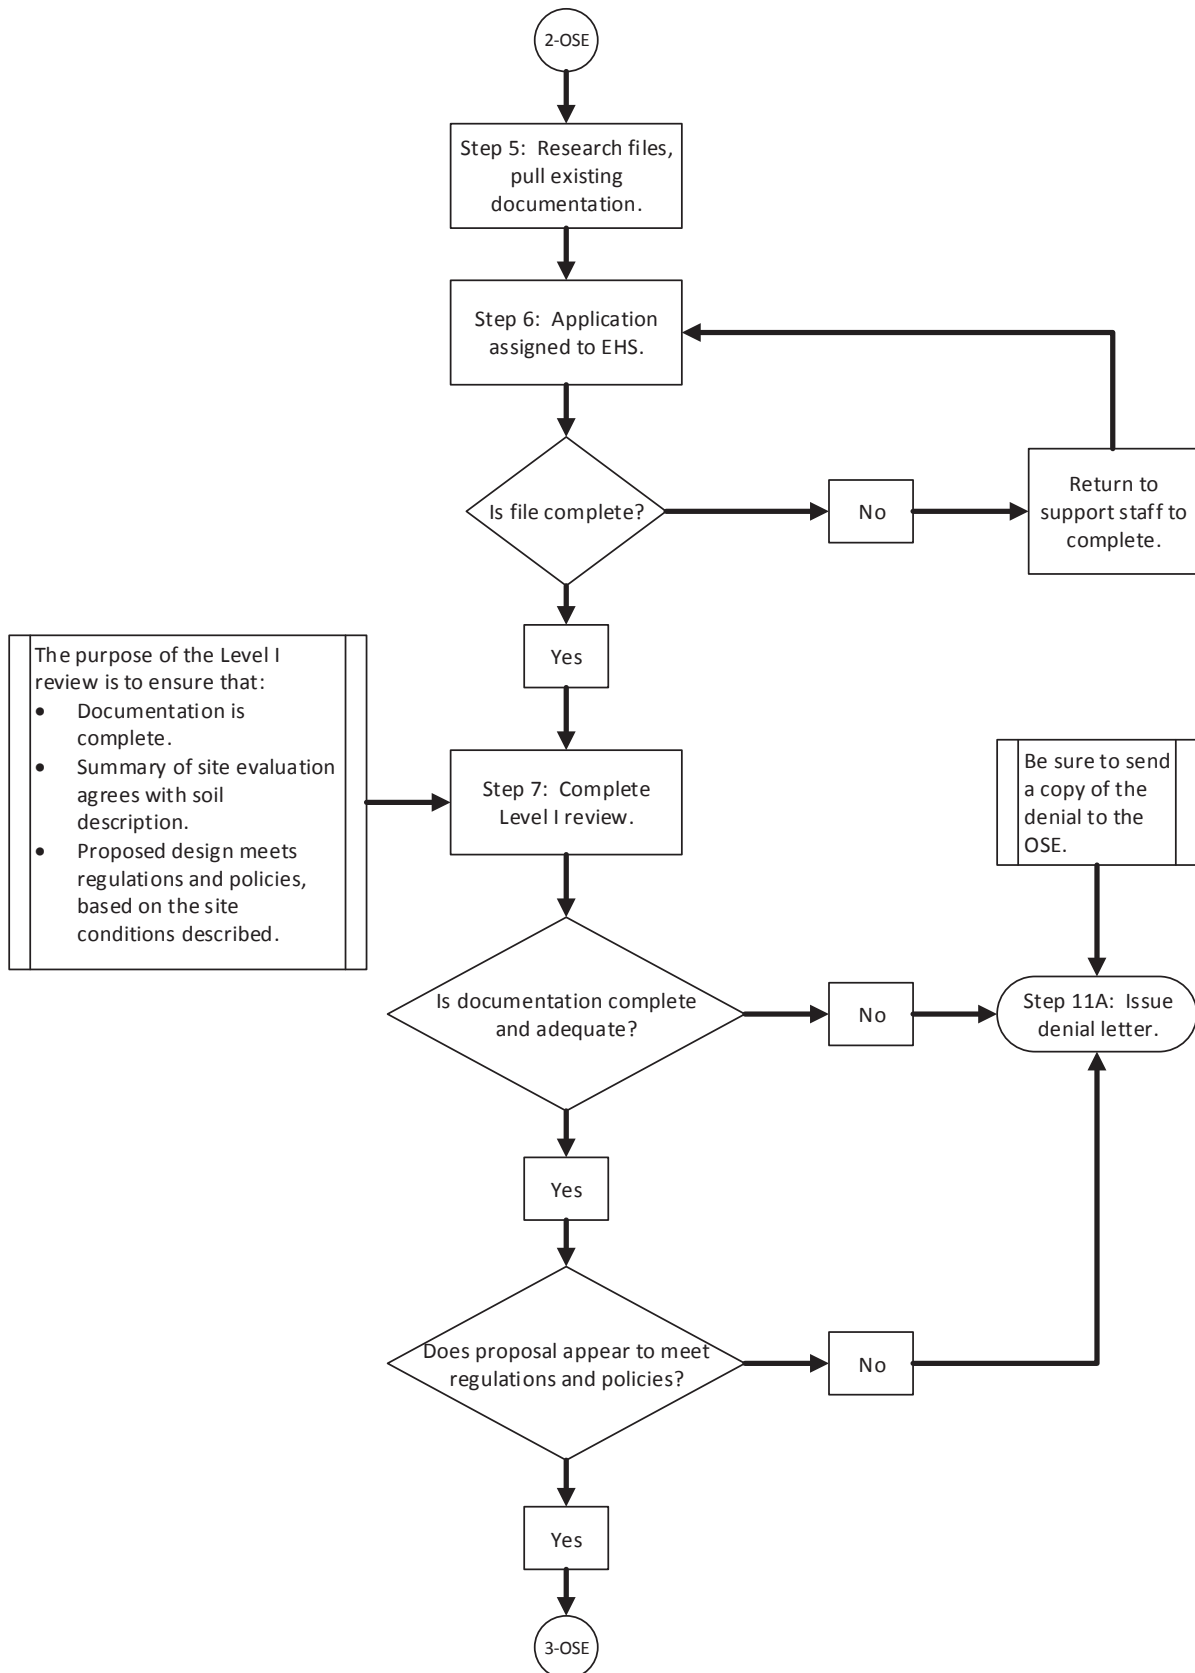 2-OSE
Step 5:  Research files,
pull existing
documentation.
Step 6:  Application
assigned to EHS.
Is file complete?
No
Return to
support staff to
complete.
Yes
The purpose of the Level I
review is to ensure that:
• Documentation is
complete.
• Summary of site evaluation
agrees with soil
description.
• Proposed design meets
regulations and policies,
based on the site
conditions described.
Step 7:  Complete
Level I review.
Be sure to send
a copy of the
denial to the
OSE.
Is documentation complete
and adequate?
No
Step 11A:  Issue
denial letter.
Yes
Does proposal appear to meet
regulations and policies?
No
Yes
3-OSE